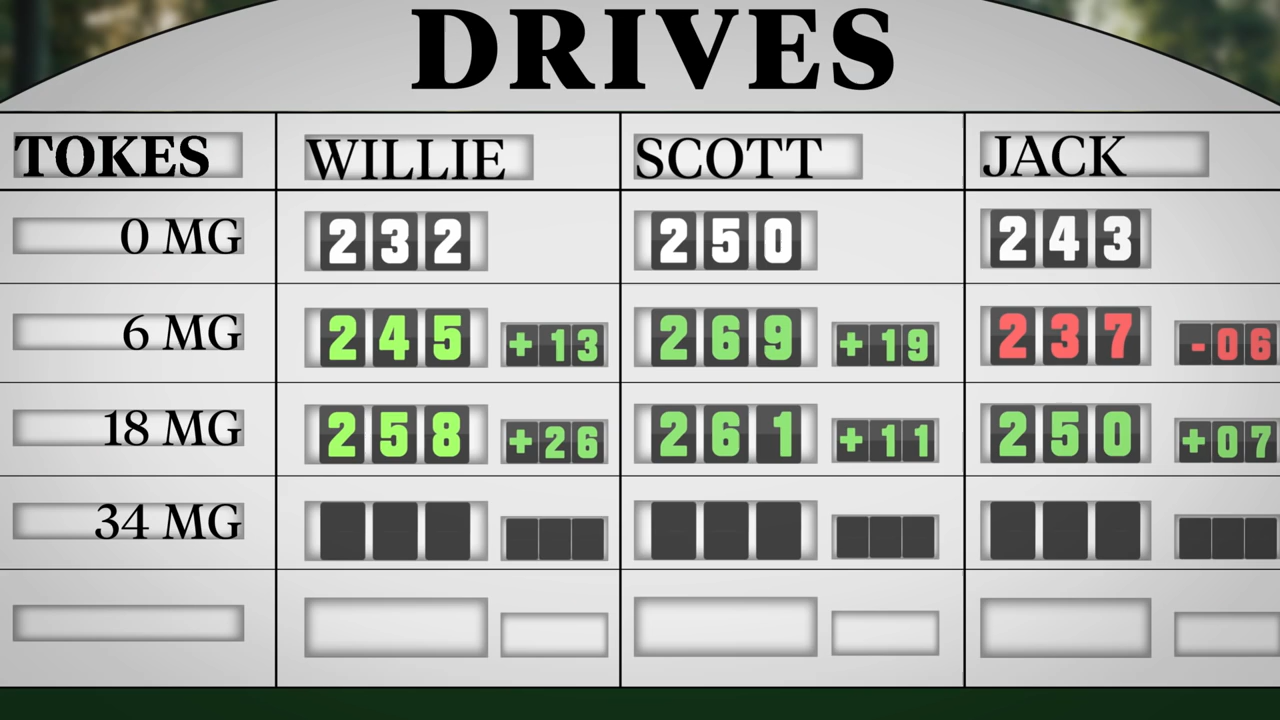 DRIVES
TOKES WILLIE SCOTT JACK
0 MG 232 250 243
6 MG 245 +13 269 +19 237 -06
18 MG 258 +26 261 +11 250 +07
34 MG